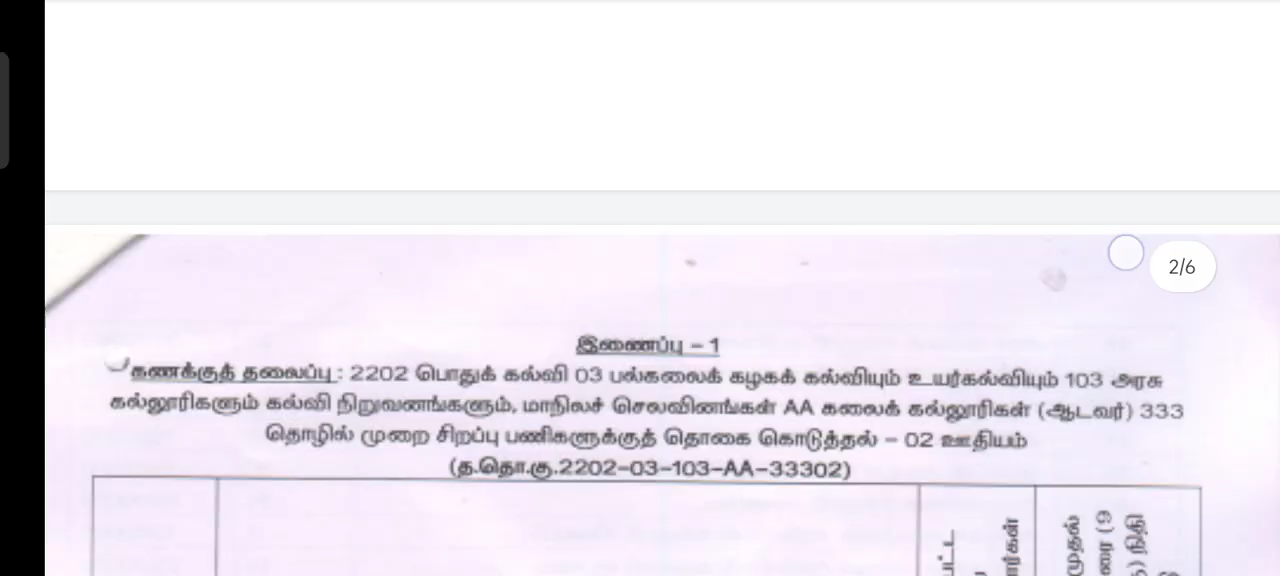 2/6
இணைப்பு – 1
கணக்குத் தலைப்பு : 2202 பொதுக் கல்வி 03 பல்கலைக் கழகக் கல்வியும் உயர்கல்வியும் 103 அரசு
கல்லூரிகளும் கல்வி நிறுவனங்களும், மாநிலச் செலவினங்கள் AA கலைக் கல்லூரிகள் (ஆடவர்) 333
தொழில் முறை சிறப்பு பணிகளுக்குத் தொகை கொடுத்தல் – 02 ஊதியம்
(த.தொ.கு.2202-03-103-AA-33302)
முதல்
(9
நிதி